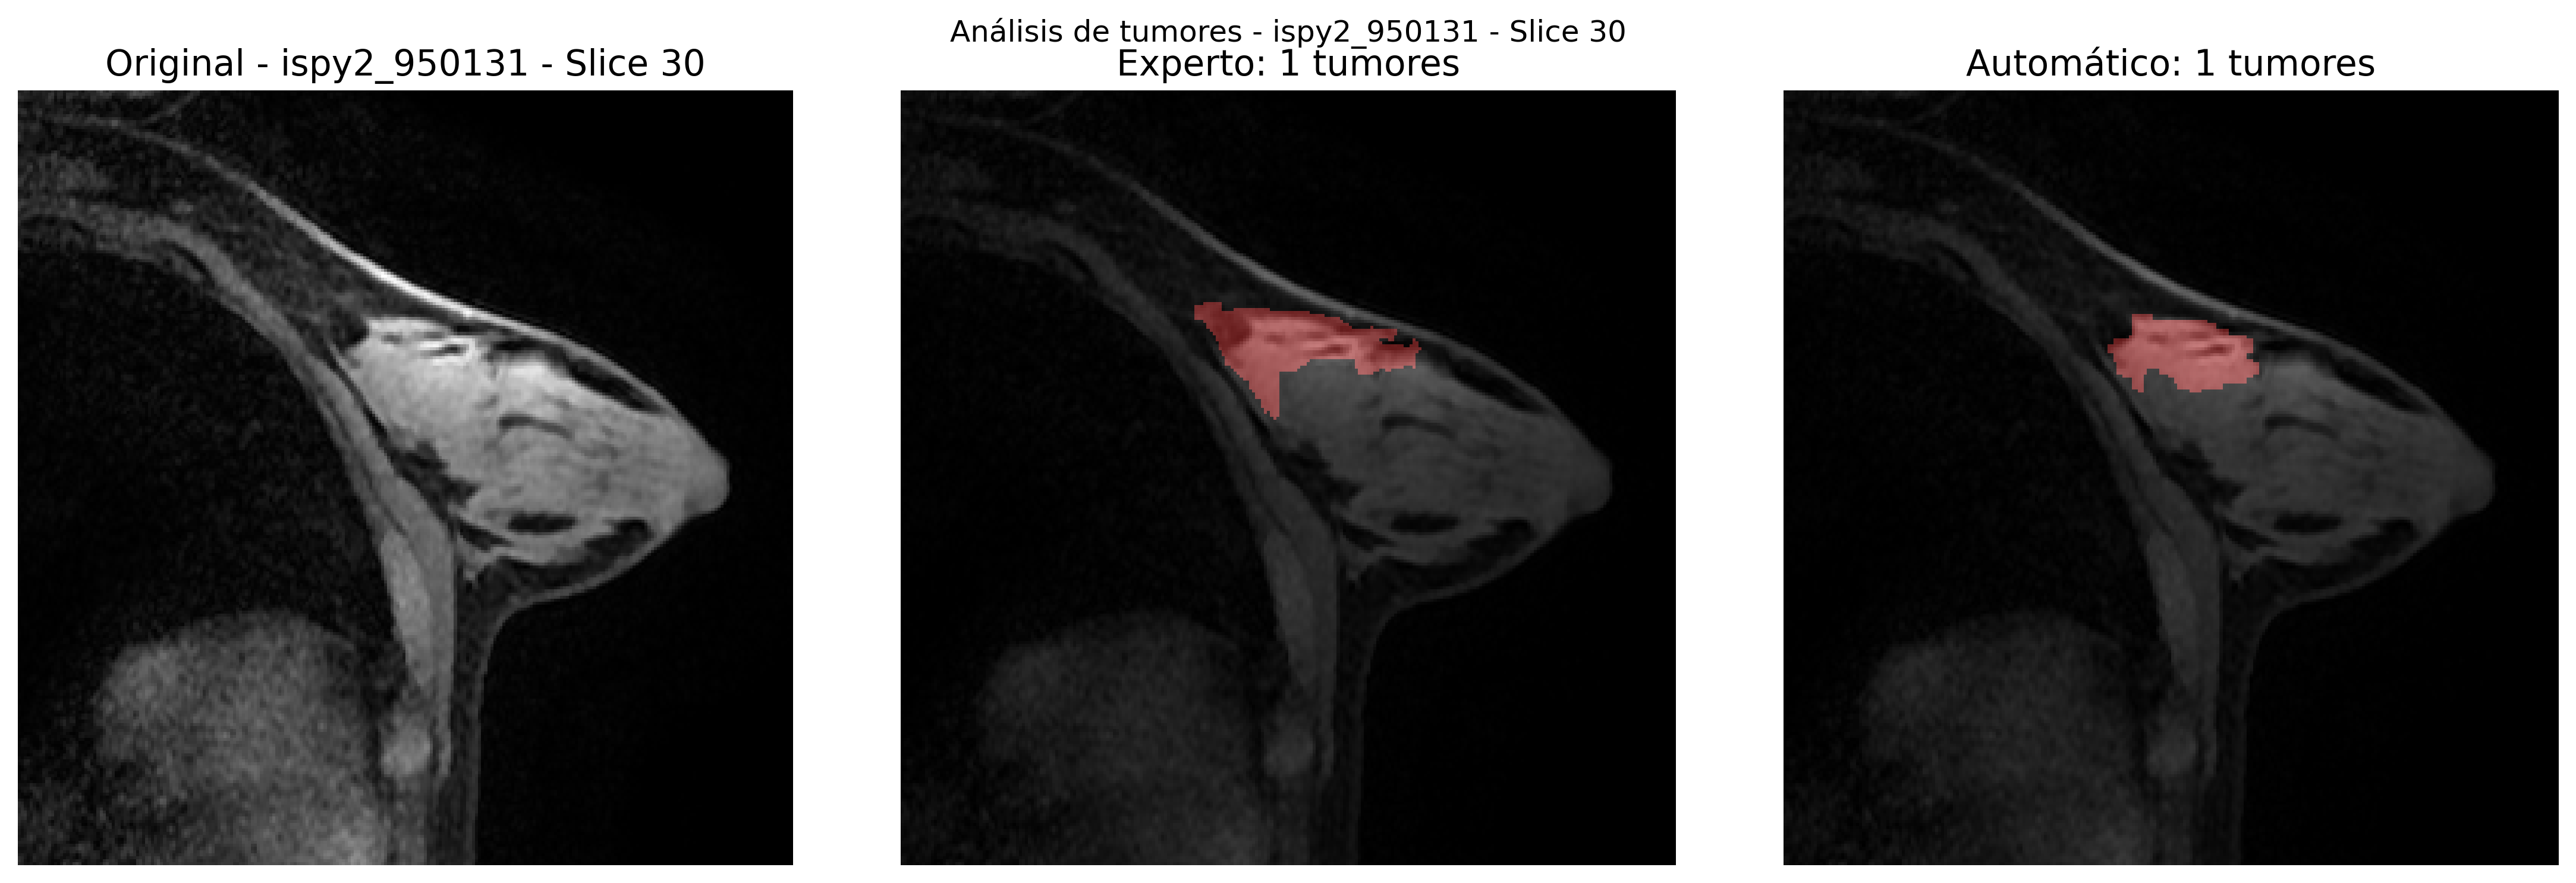 Análisis de tumores - ispy2_950131 - Slice 30
Original - ispy2_950131 - Slice 30
Experto: 1 tumores
Automático: 1 tumores